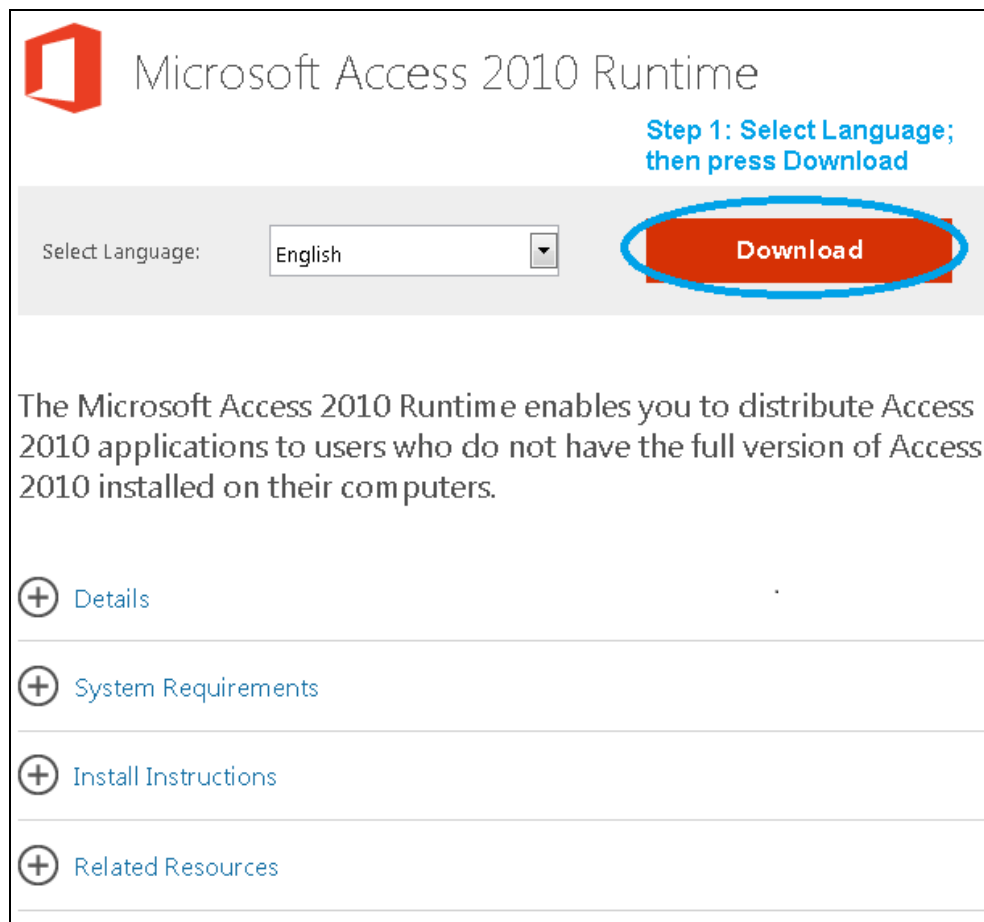 Microsoft Access 2010 Runtime
Step 1: Select Language;
then press Download
Select Language:
English
Download
The Microsoft Access 2010 Runtime enables you to distribute Access
2010 applications to users who do not have the full version of Access
2010 installed on their computers.
Details
System Requirements
Install Instructions
Related Resources